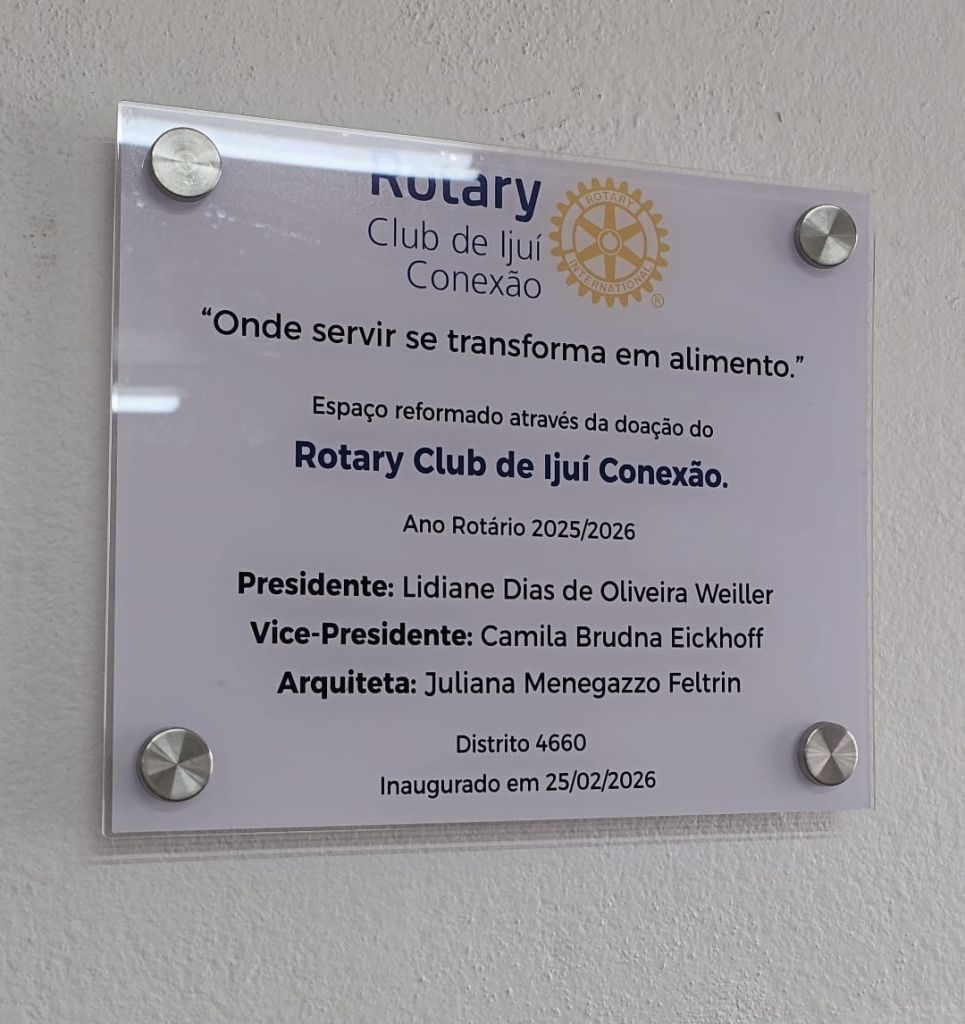 Rotary
Club de Ijuí
Conexão
ROTARY
INTERNATIONAL
®
“Onde servir se transforma em alimento.”
Espaço reformado através da doação do
Rotary Club de Ijuí Conexão.
Ano Rotário 2025/2026
Presidente: Lidiane Dias de Oliveira Weiller
Vice-Presidente: Camila Brudna Eickhoff
Arquiteta: Juliana Menegazzo Feltrin
Distrito 4660
Inaugurado em 25/02/2026